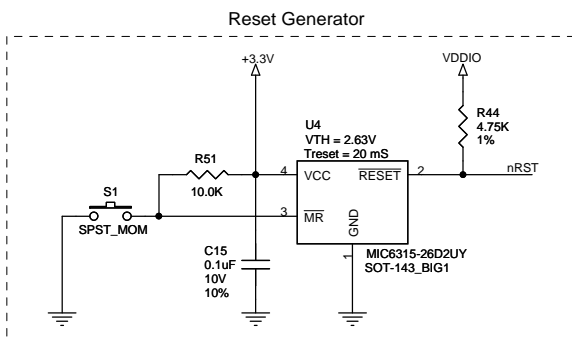 Reset Generator
+3.3V
VDDIO
U4
VTH = 2.63V
Treset = 20 mS
R44
4.75K
1%
R51
10.0K
4
VCC
RESET
2
nRST
S1
SPST_MOM
3
MR
GND
1
C15
0.1uF
10V
10%
MIC6315-26D2UY
SOT-143_BIG1